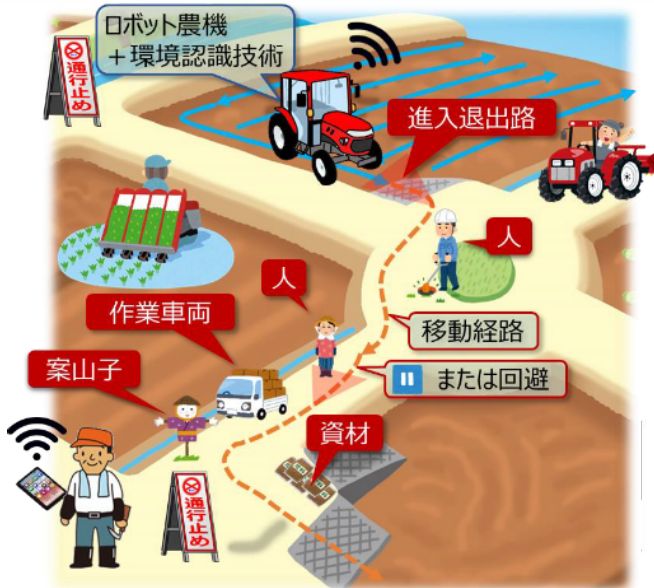 ロボット農機
＋環境認識技術
通行止め
進入退出路
人
人
作業車両
移動経路
または回避
案山子
資材
通行止め